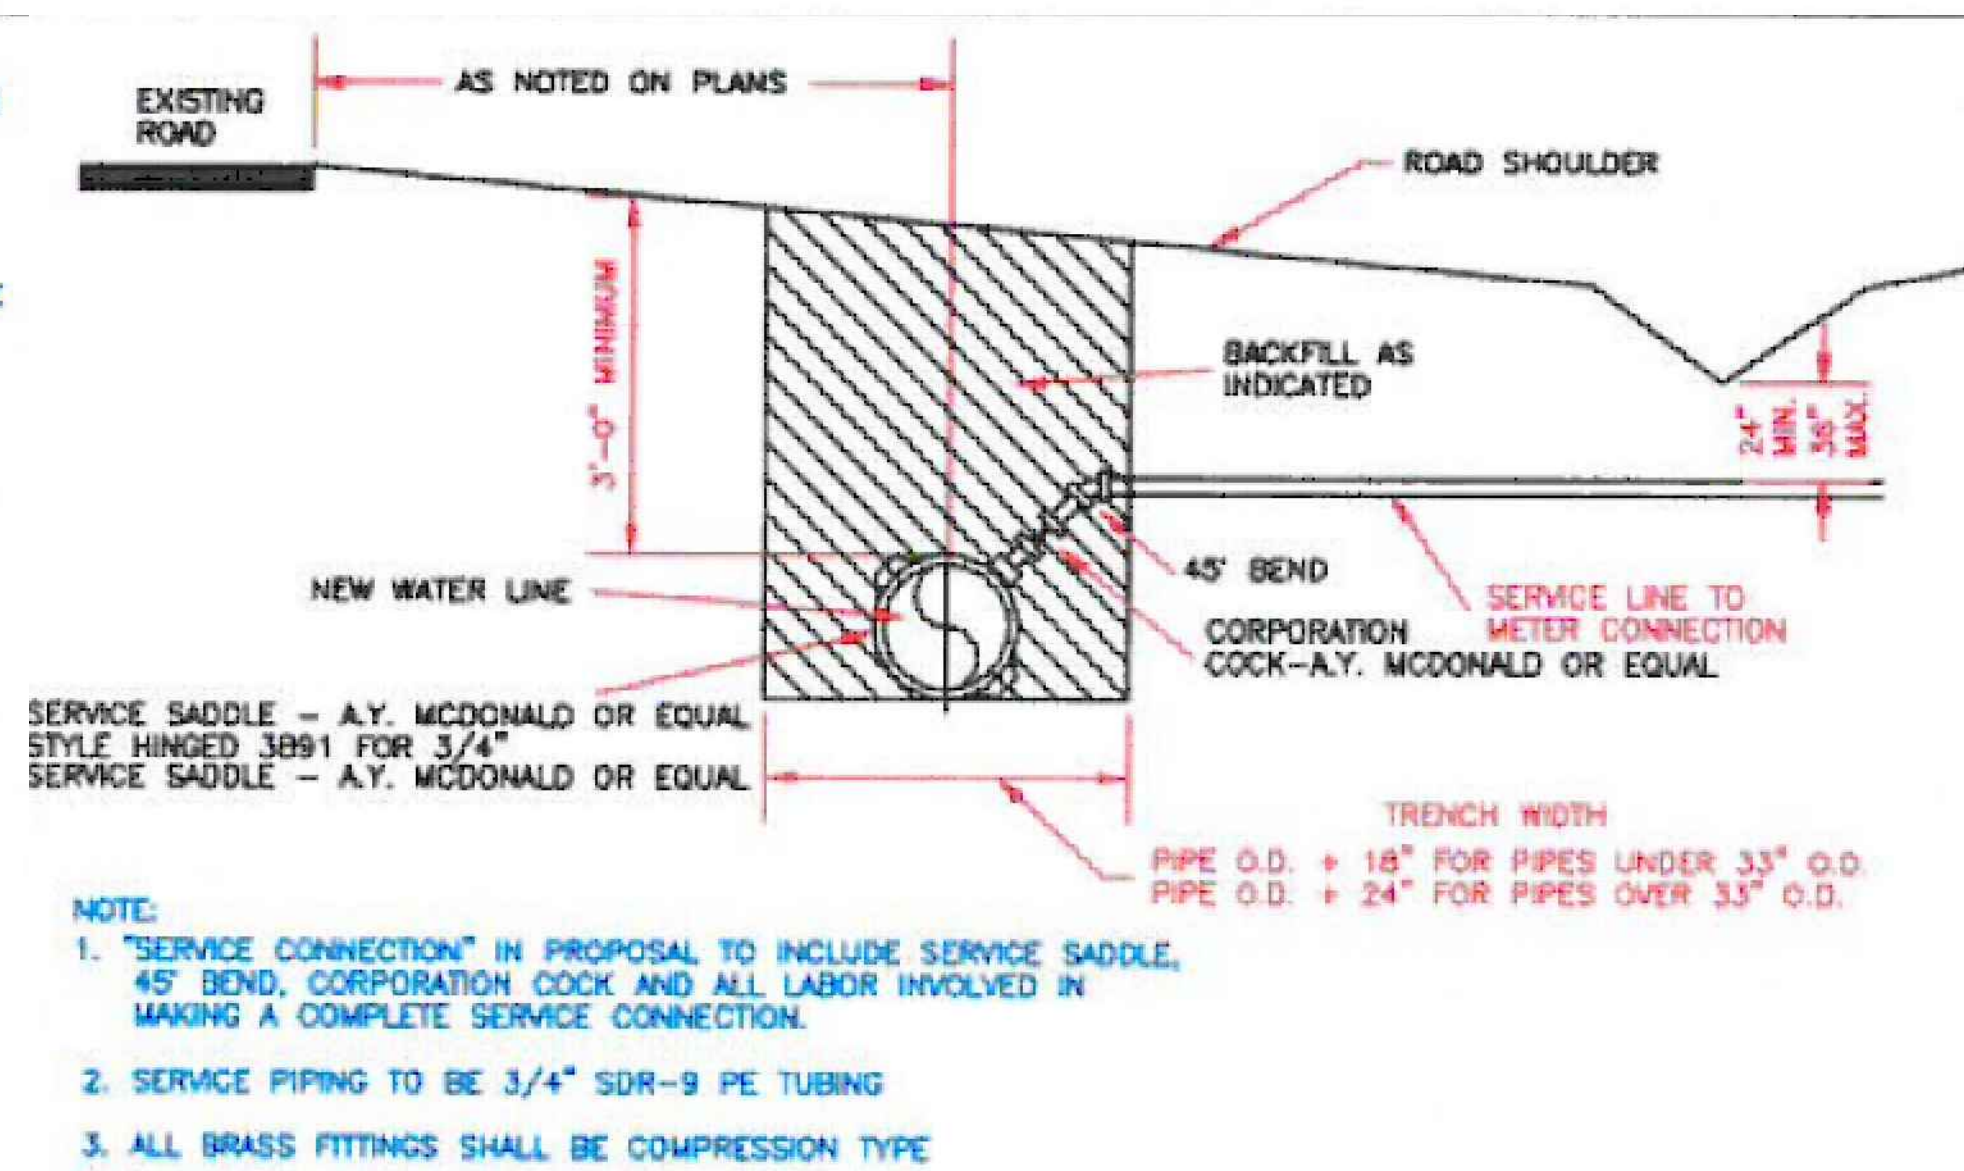 AS NOTED ON PLANS
EXISTING
ROAD
ROAD SHOULDER
3'-0" MINIMUM
BACKFILL AS
INDICATED
24"
MIN.
36"
MAX.
NEW WATER LINE
45° BEND
SERVICE LINE TO
METER CONNECTION
CORPORATION
COCK-A.Y. MCDONALD OR EQUAL
SERVICE SADDLE - A.Y. MCDONALD OR EQUAL
STYLE HINGED 3891 FOR 3/4"
SERVICE SADDLE - A.Y. MCDONALD OR EQUAL
TRENCH WIDTH
PIPE O.D. + 18" FOR PIPES UNDER 33" O.D.
PIPE O.D. + 24" FOR PIPES OVER 33" O.D.
NOTE:
1. "SERVICE CONNECTION" IN PROPOSAL TO INCLUDE SERVICE SADDLE,
45° BEND, CORPORATION COCK AND ALL LABOR INVOLVED IN
MAKING A COMPLETE SERVICE CONNECTION.
2. SERVICE PIPING TO BE 3/4" SDR-9 PE TUBING
3. ALL BRASS FITTINGS SHALL BE COMPRESSION TYPE